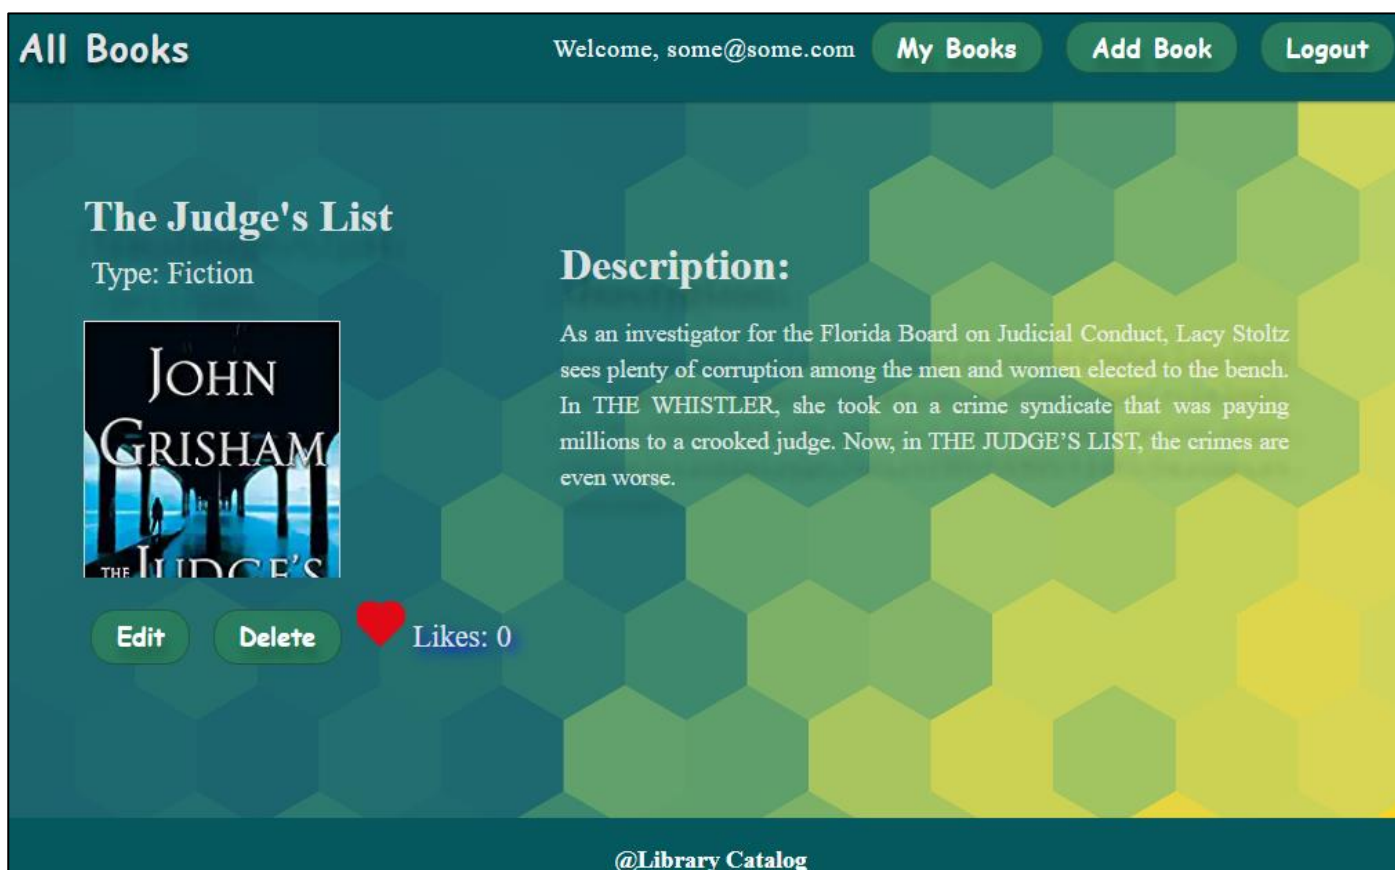 All Books
Welcome, some@some.com
My Books
Add Book
Logout
The Judge's List
Type: Fiction
JOHN
GRISHAM
THE JUDGE'S
Edit
Delete
Likes: 0
Description:
As an investigator for the Florida Board on Judicial Conduct, Lacy Stoltz
sees plenty of corruption among the men and women elected to the bench.
In THE WHISTLER, she took on a crime syndicate that was paying
millions to a crooked judge. Now, in THE JUDGE’S LIST, the crimes are
even worse.
@Library Catalog